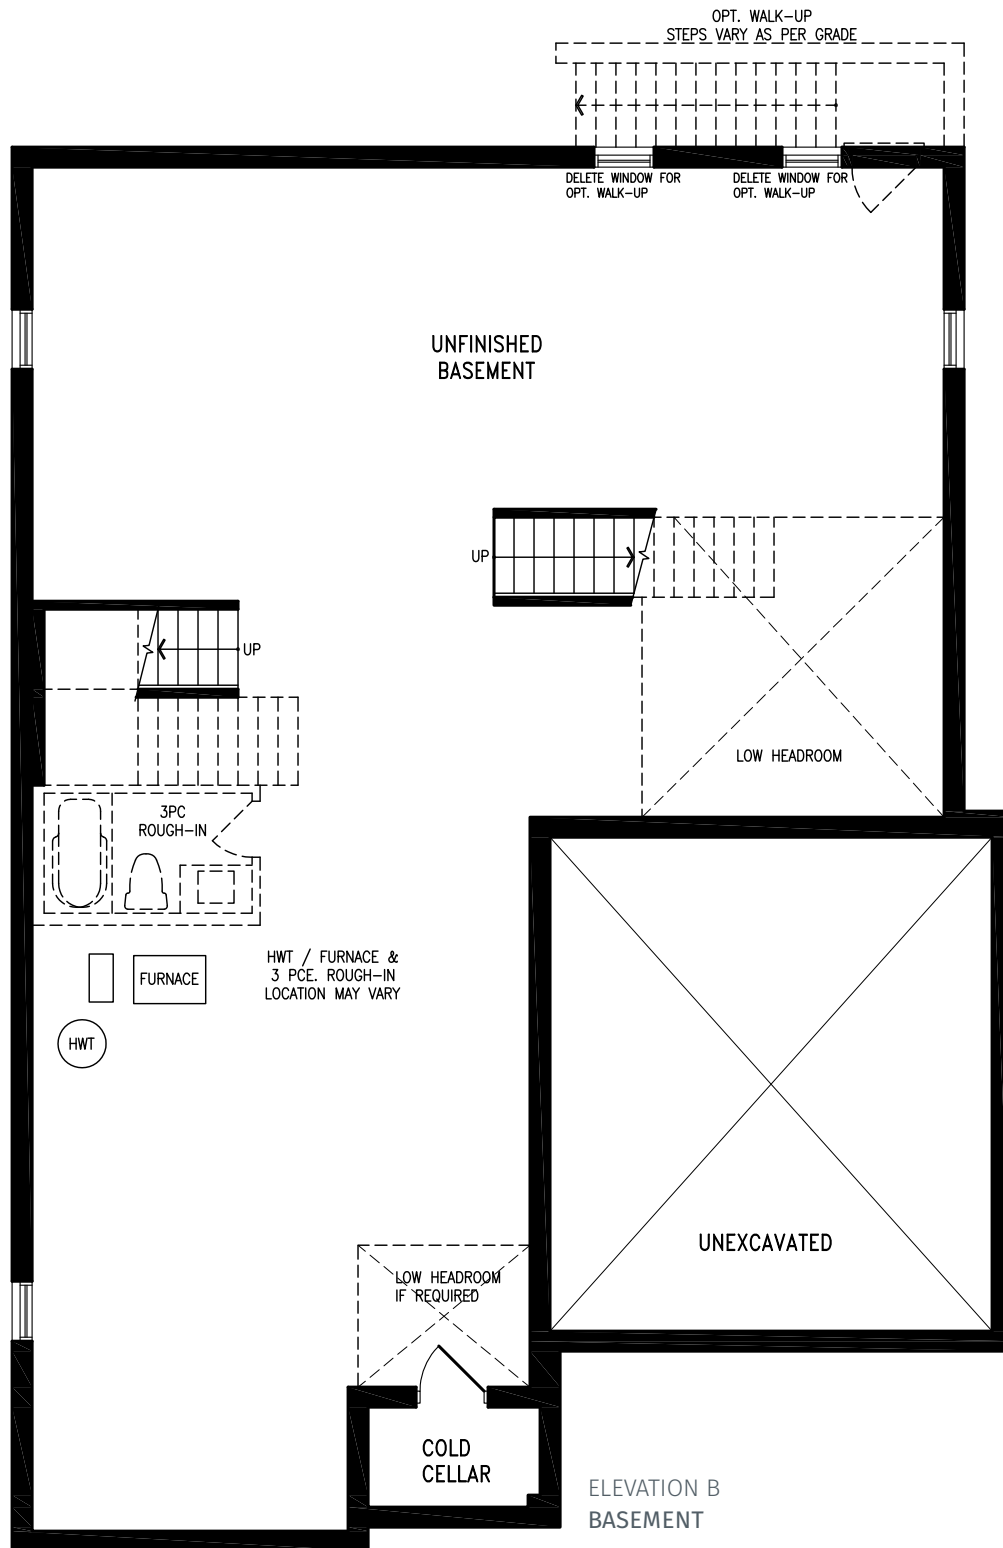 OPT. WALK-UP
STEPS VARY AS PER GRADE
DELETE WINDOW FOR
OPT. WALK-UP
DELETE WINDOW FOR
OPT. WALK-UP
UNFINISHED
BASEMENT
UP
UP
LOW HEADROOM
3PC
ROUGH-IN
HWT / FURNACE &
3 PCE. ROUGH-IN
LOCATION MAY VARY
FURNACE
HWT
UNEXCAVATED
LOW HEADROOM
IF REQUIRED
COLD
CELLAR
ELEVATION B
BASEMENT